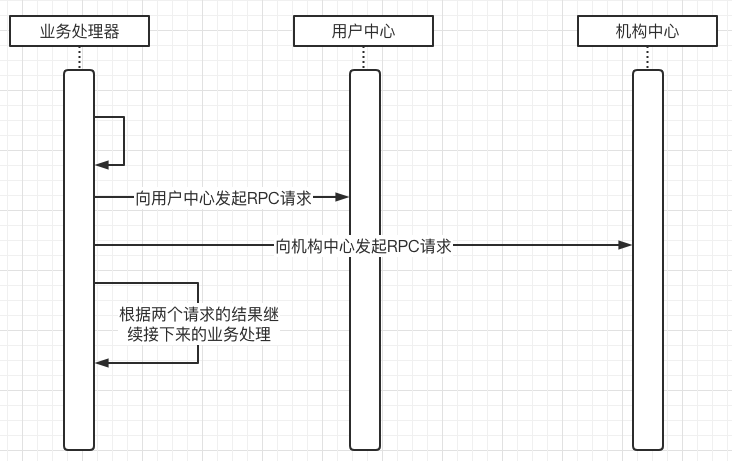 业务处理器
用户中心
机构中心
向用户中心发起RPC请求
向机构中心发起RPC请求
根据两个请求的结果继
续接下来的业务处理